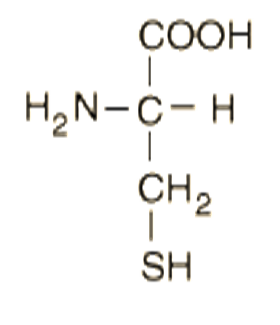 COOH
H₂N – C – H
CH₂
SH